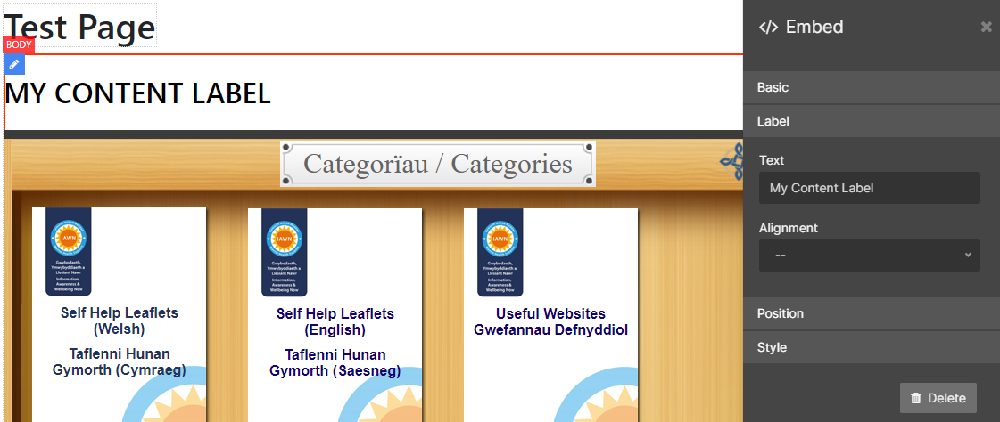 Test Page
BODY
MY CONTENT LABEL
Categorïau / Categories
IAWN
Gwybodaeth,
Ymwybyddiaeth a
Llesiant Nawr
Information,
Awareness &
Wellbeing Now
Self Help Leaflets
(Welsh)
Taflenni Hunan
Gymorth (Cymraeg)
IAWN
Gwybodaeth,
Ymwybyddiaeth a
Llesiant Nawr
Information,
Awareness &
Wellbeing Now
Self Help Leaflets
(English)
Taflenni Hunan
Gymorth (Saesneg)
IAWN
Gwybodaeth,
Ymwybyddiaeth a
Llesiant Nawr
Information,
Awareness &
Wellbeing Now
Useful Websites
Gwefannau Defnyddiol
</> Embed
Basic
Label
Text
My Content Label
Alignment
--
Position
Style
Delete